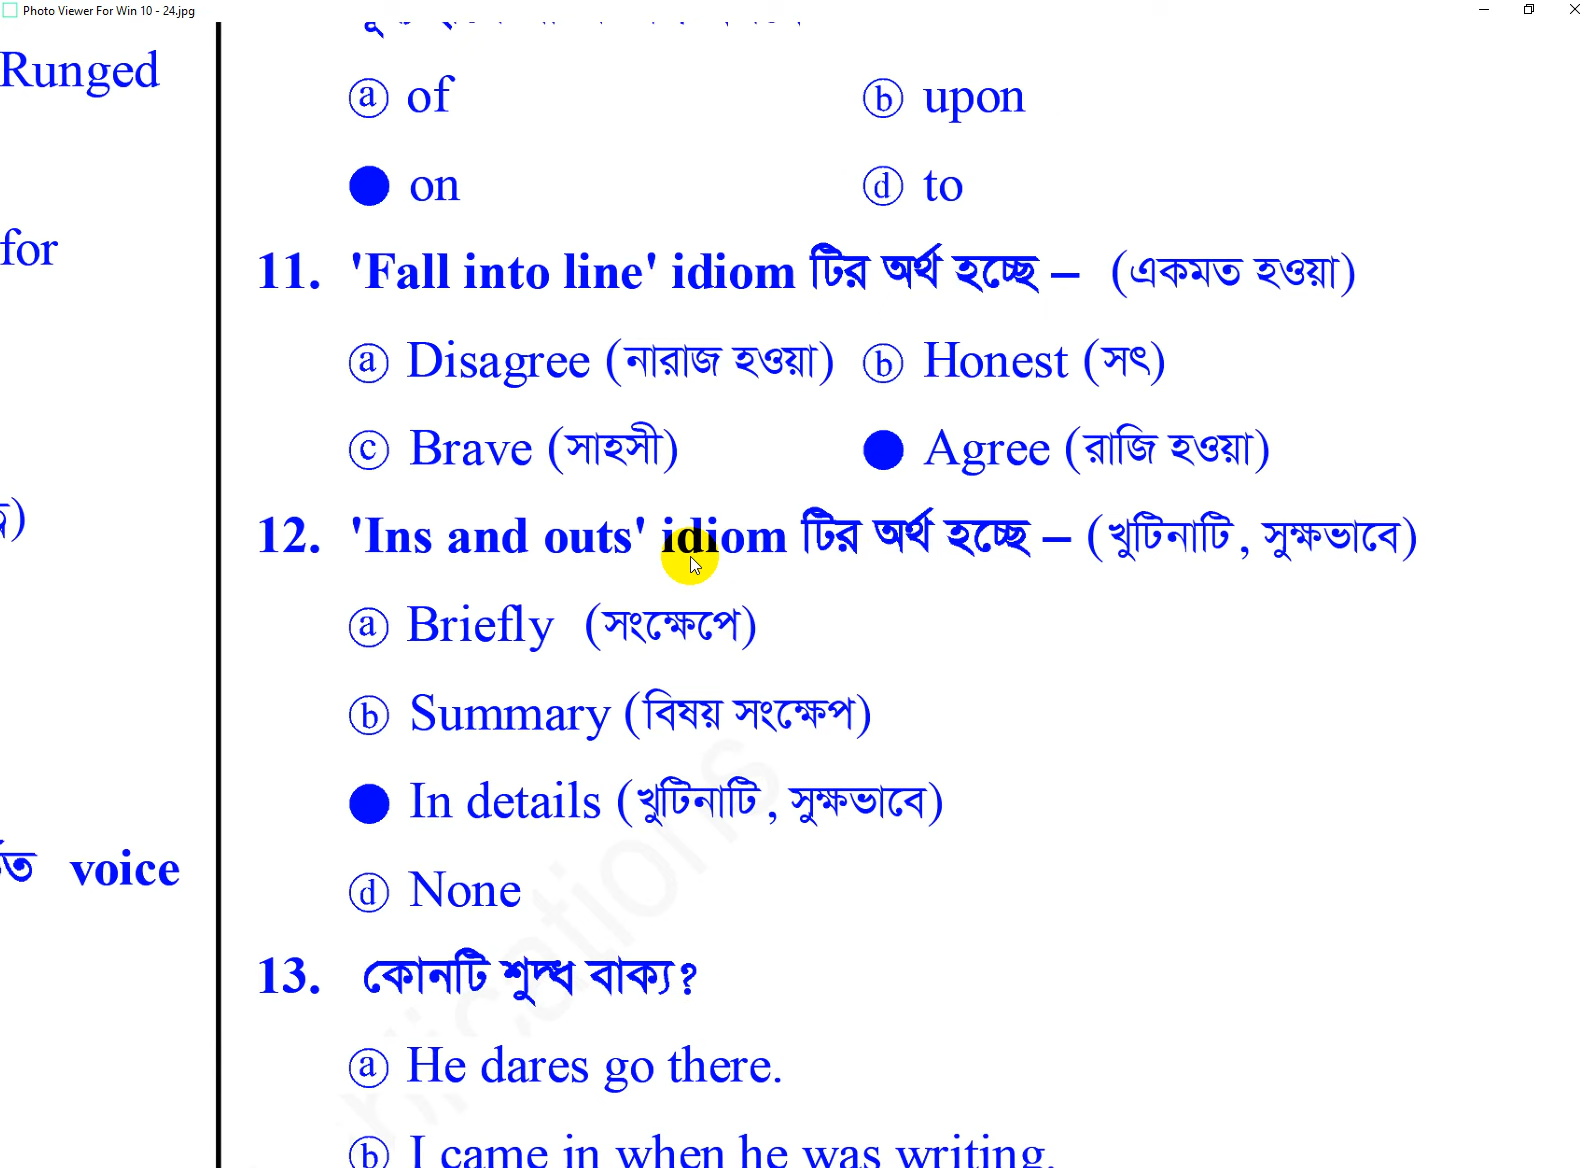 Photo Viewer For Win 10 - 24.jpg
Runged
for
ত voice
ⓐ of ⓑ upon
● on ⓓ to
11. 'Fall into line' idiom টির অর্থ হচ্ছে – (একমত হওয়া)
ⓐ Disagree (নারাজ হওয়া) ⓑ Honest (সৎ)
ⓒ Brave (সাহসী) ● Agree (রাজি হওয়া)
12. 'Ins and outs' idiom টির অর্থ হচ্ছে – (খুটিনাটি, সুক্ষভাবে)
ⓐ Briefly (সংক্ষেপে)
ⓑ Summary (বিষয় সংক্ষেপ)
● In details (খুটিনাটি, সুক্ষভাবে)
ⓓ None
13. কোনটি শুদ্ধ বাক্য?
ⓐ He dares go there.
ⓑ I came in when he was writing.